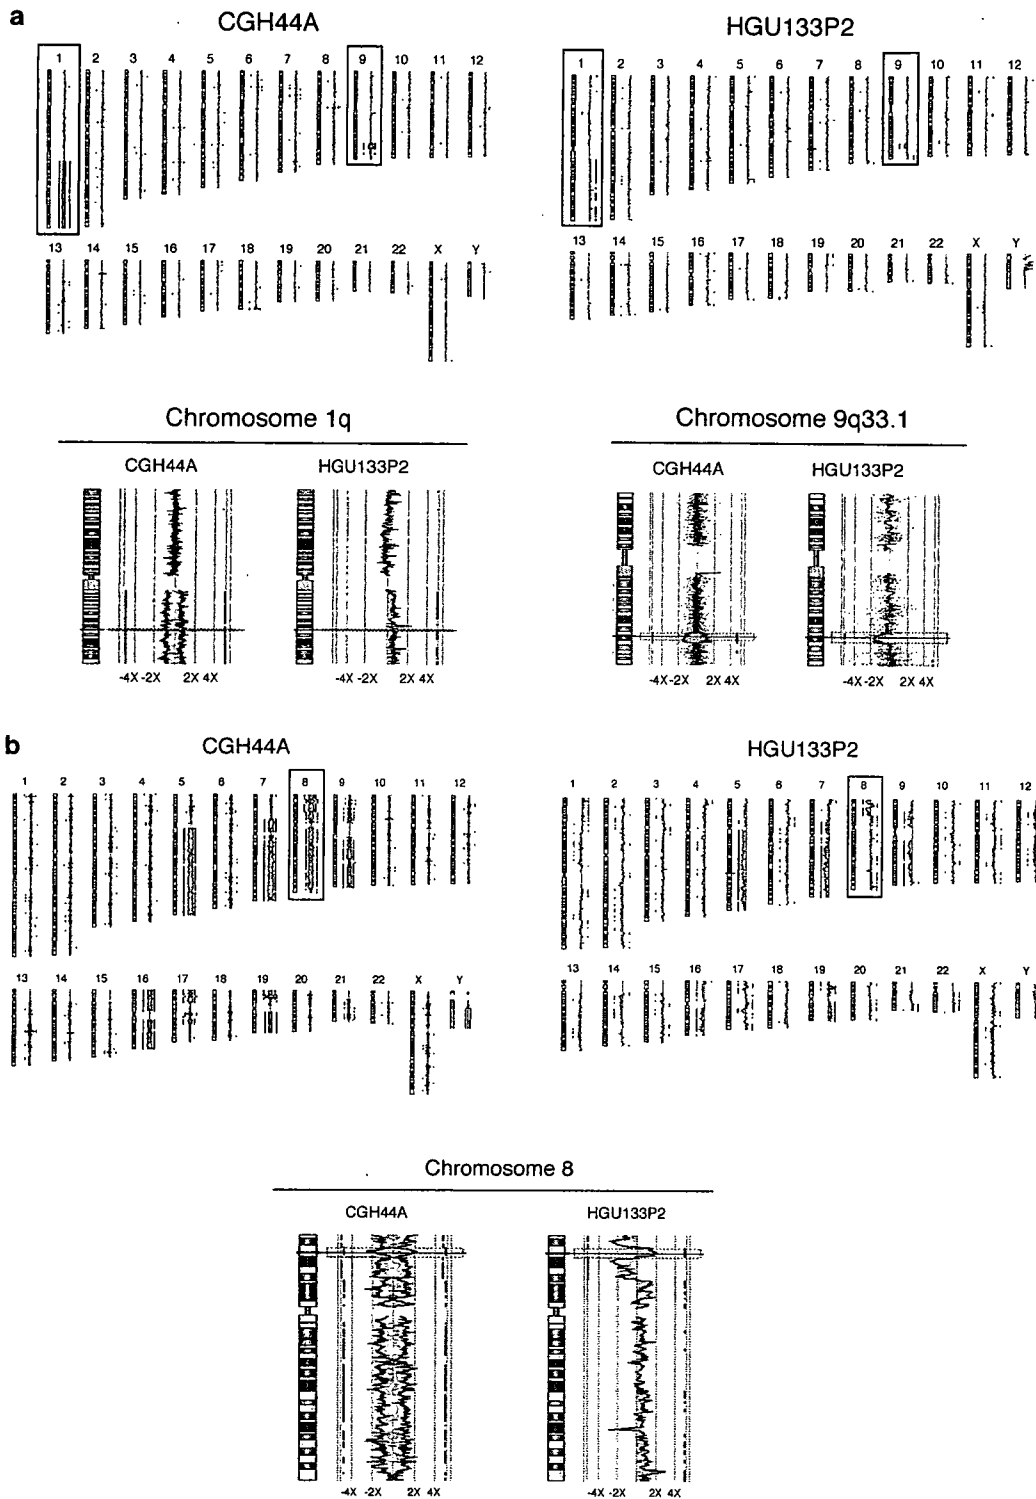 a
CGH44A
HGU133P2
1 2 3 4 5 6 7 8 9 10 11 12
1 2 3 4 5 6 7 8 9 10 11 12
13 14 15 16 17 18 19 20 21 22 X Y
13 14 15 16 17 18 19 20 21 22 X Y
Chromosome 1q
Chromosome 9q33.1
CGH44A HGU133P2
CGH44A HGU133P2
-4X -2X 2X 4X
-4X -2X 2X 4X
-4X -2X 2X 4X
-4X -2X 2X 4X
b
CGH44A
HGU133P2
1 2 3 4 5 6 7 8 9 10 11 12
1 2 3 4 5 6 7 8 9 10 11 12
13 14 15 16 17 18 19 20 21 22 X Y
13 14 15 16 17 18 19 20 21 22 X Y
Chromosome 8
CGH44A HGU133P2
-4X -2X 2X 4X
-4X -2X 2X 4X